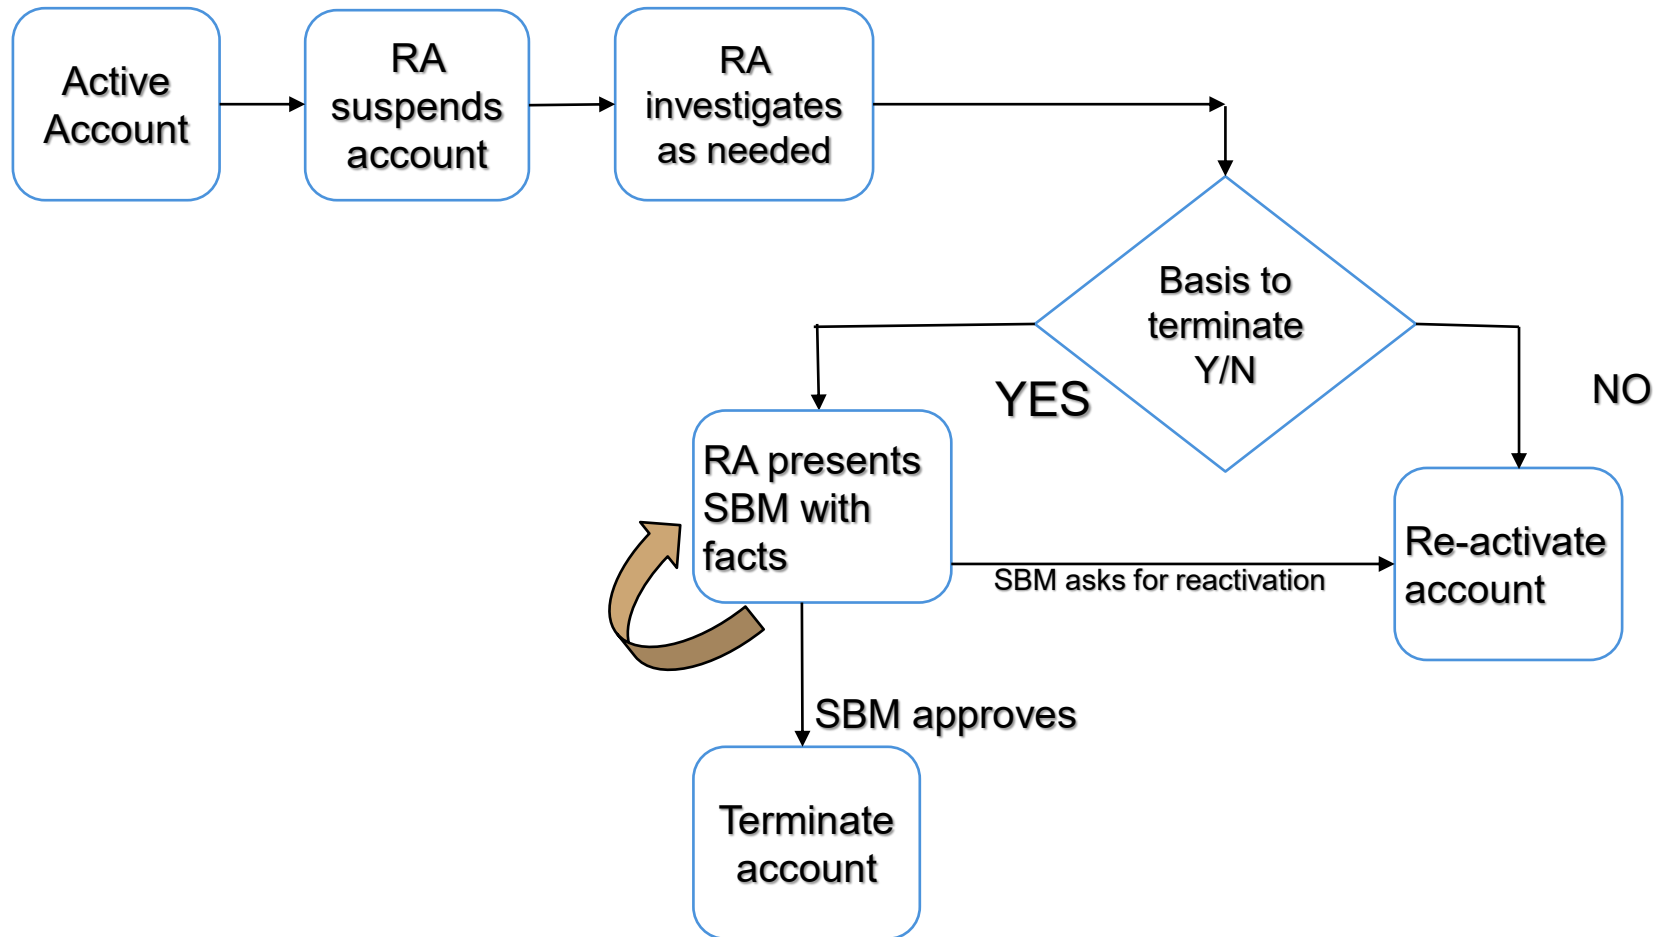 Active
Account
RA
suspends
account
RA
investigates
as needed
Basis to
terminate
Y/N
YES
NO
RA presents
SBM with
facts
SBM asks for reactivation
Re-activate
account
SBM approves
Terminate
account